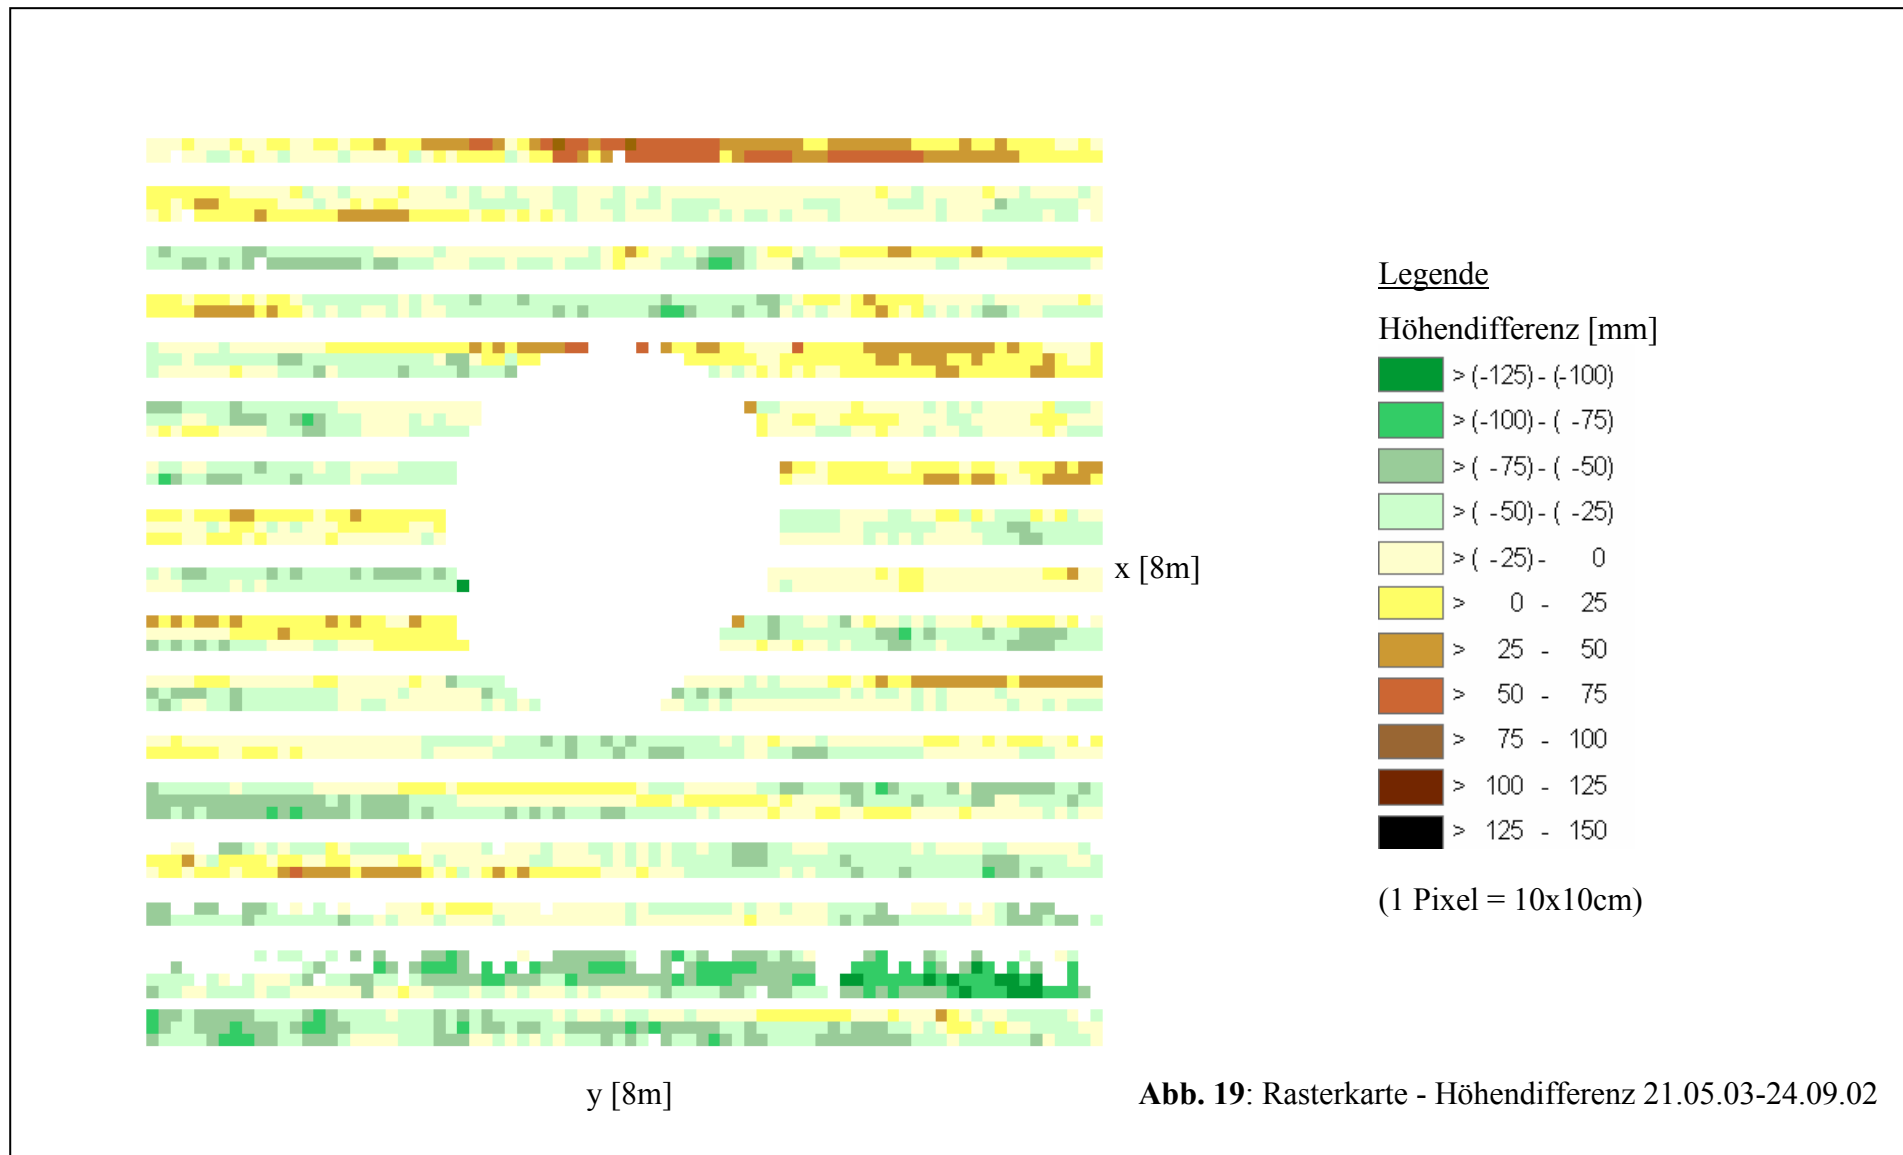 Legende
Höhendifferenz [mm]
> (-125) - (-100)
> (-100) - ( -75)
> ( -75) - ( -50)
> ( -50) - ( -25)
> ( -25) - 0
> 0 - 25
> 25 - 50
> 50 - 75
> 75 - 100
> 100 - 125
> 125 - 150
(1 Pixel = 10x10cm)
x [8m]
y [8m]
Abb. 19: Rasterkarte - Höhendifferenz 21.05.03-24.09.02